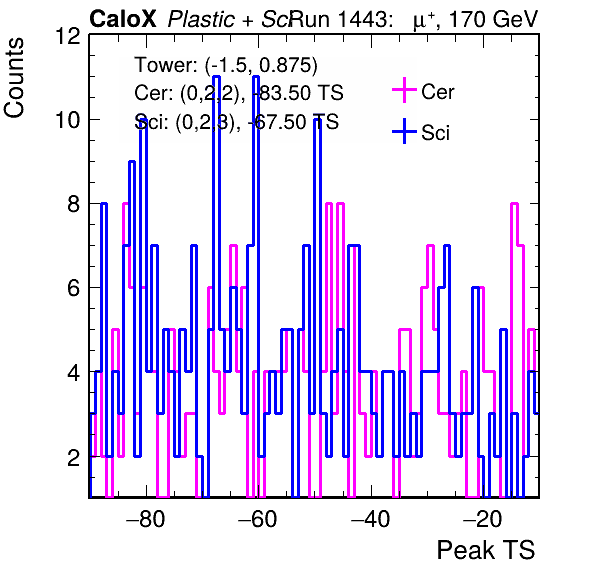 CaloX Plastic + Sci Run 1443: μ⁺, 170 GeV
Tower: (-1.5, 0.875)
Cer: (0,2,2), -83.50 TS
Sci: (0,2,3), -67.50 TS
Cer
Sci
Counts
12
10
8
6
4
2
−80 −60 −40 −20
Peak TS